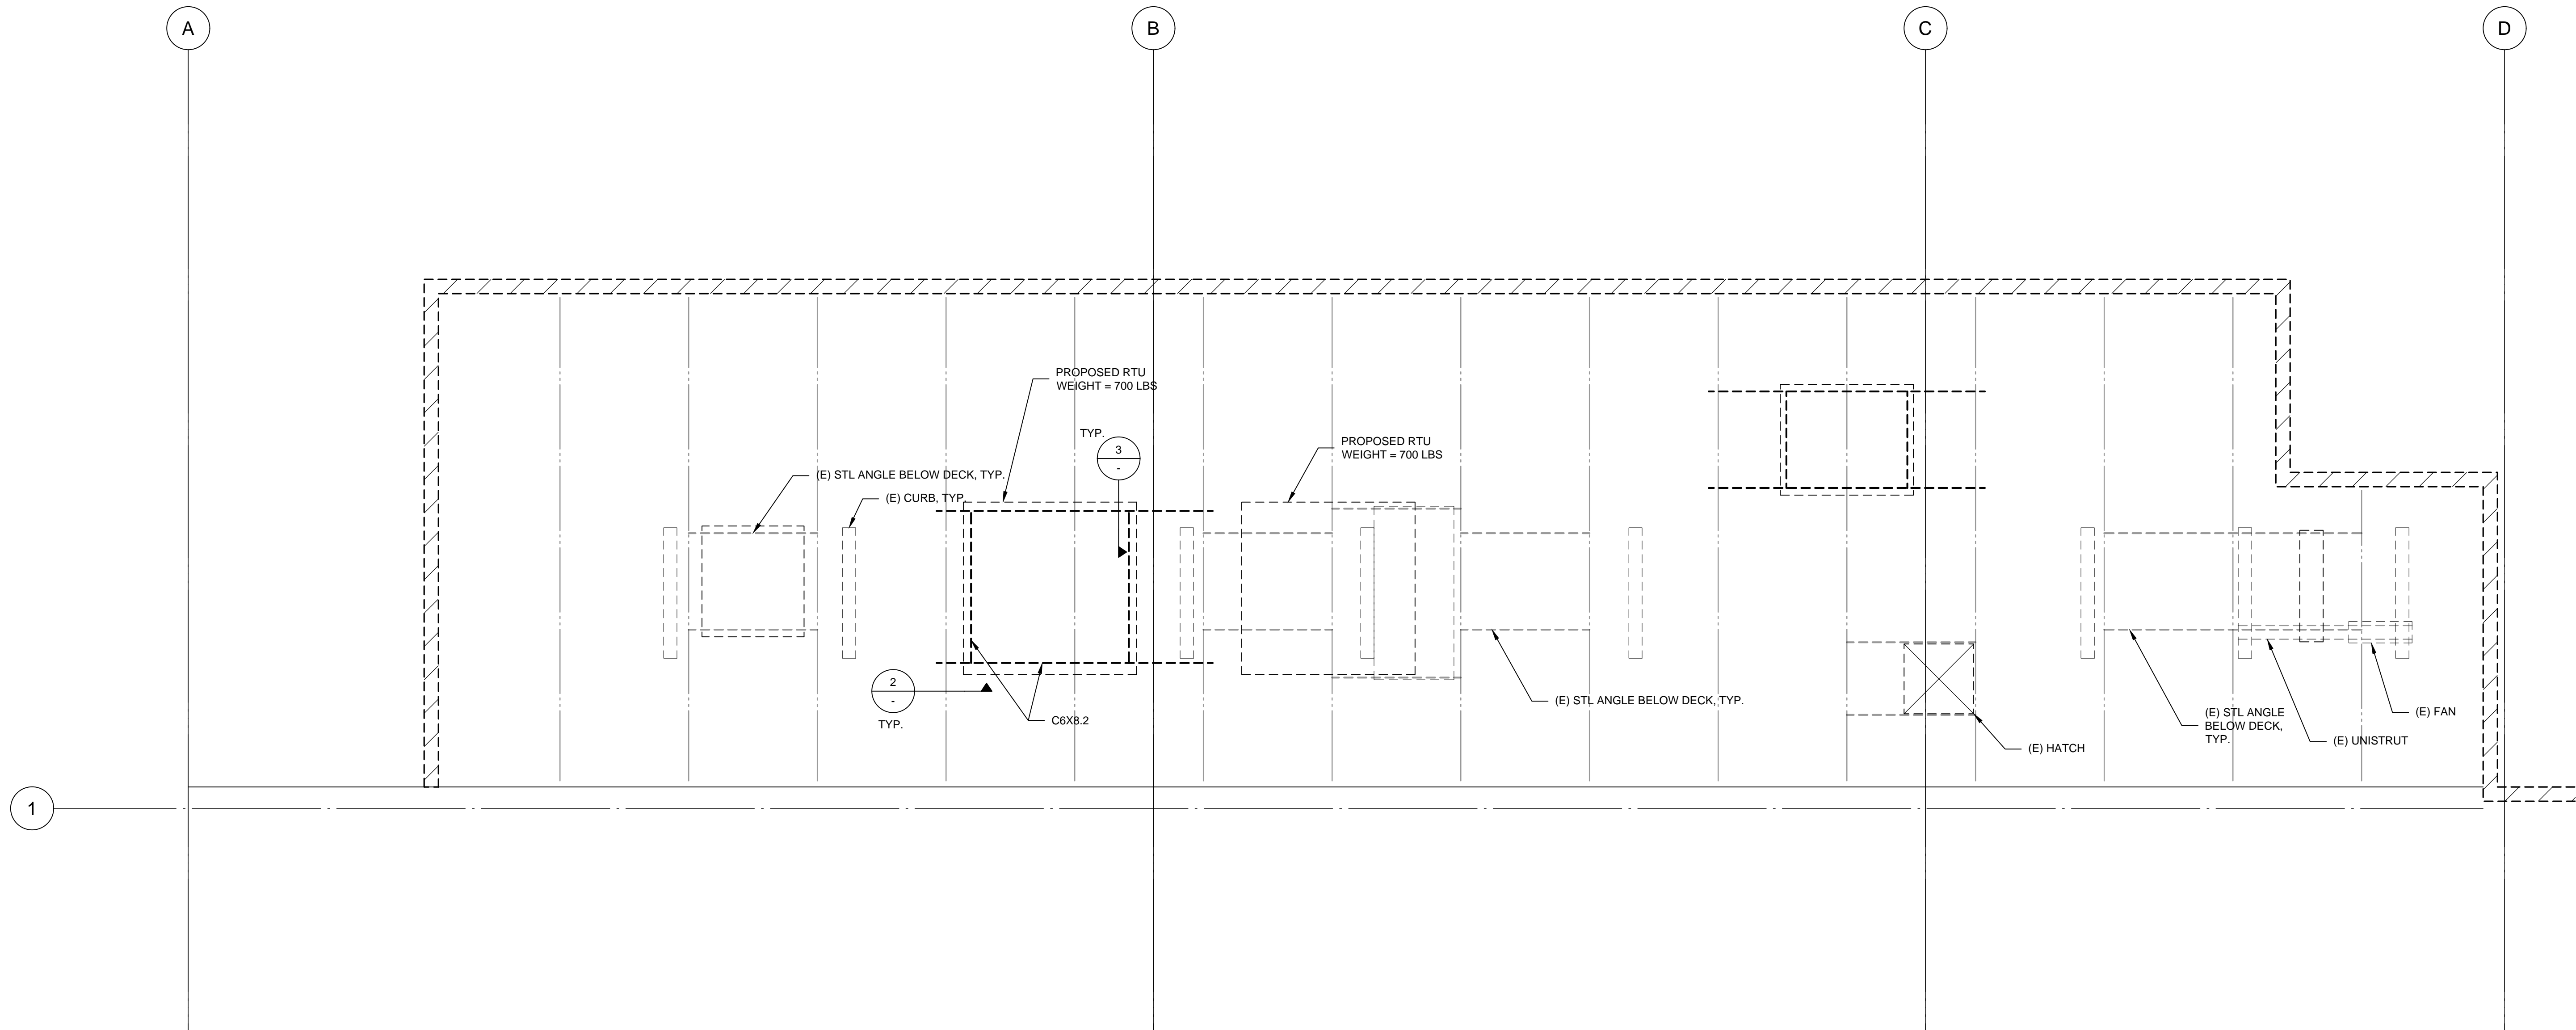 A
B
C
D
PROPOSED RTU
WEIGHT = 700 LBS
TYP.
3
-
PROPOSED RTU
WEIGHT = 700 LBS
(E) STL ANGLE BELOW DECK, TYP.
(E) CURB, TYP.
2
-
TYP.
C6X8.2
(E) STL ANGLE BELOW DECK, TYP.
(E) HATCH
(E) STL ANGLE
BELOW DECK,
TYP.
(E) UNISTRUT
(E) FAN
1